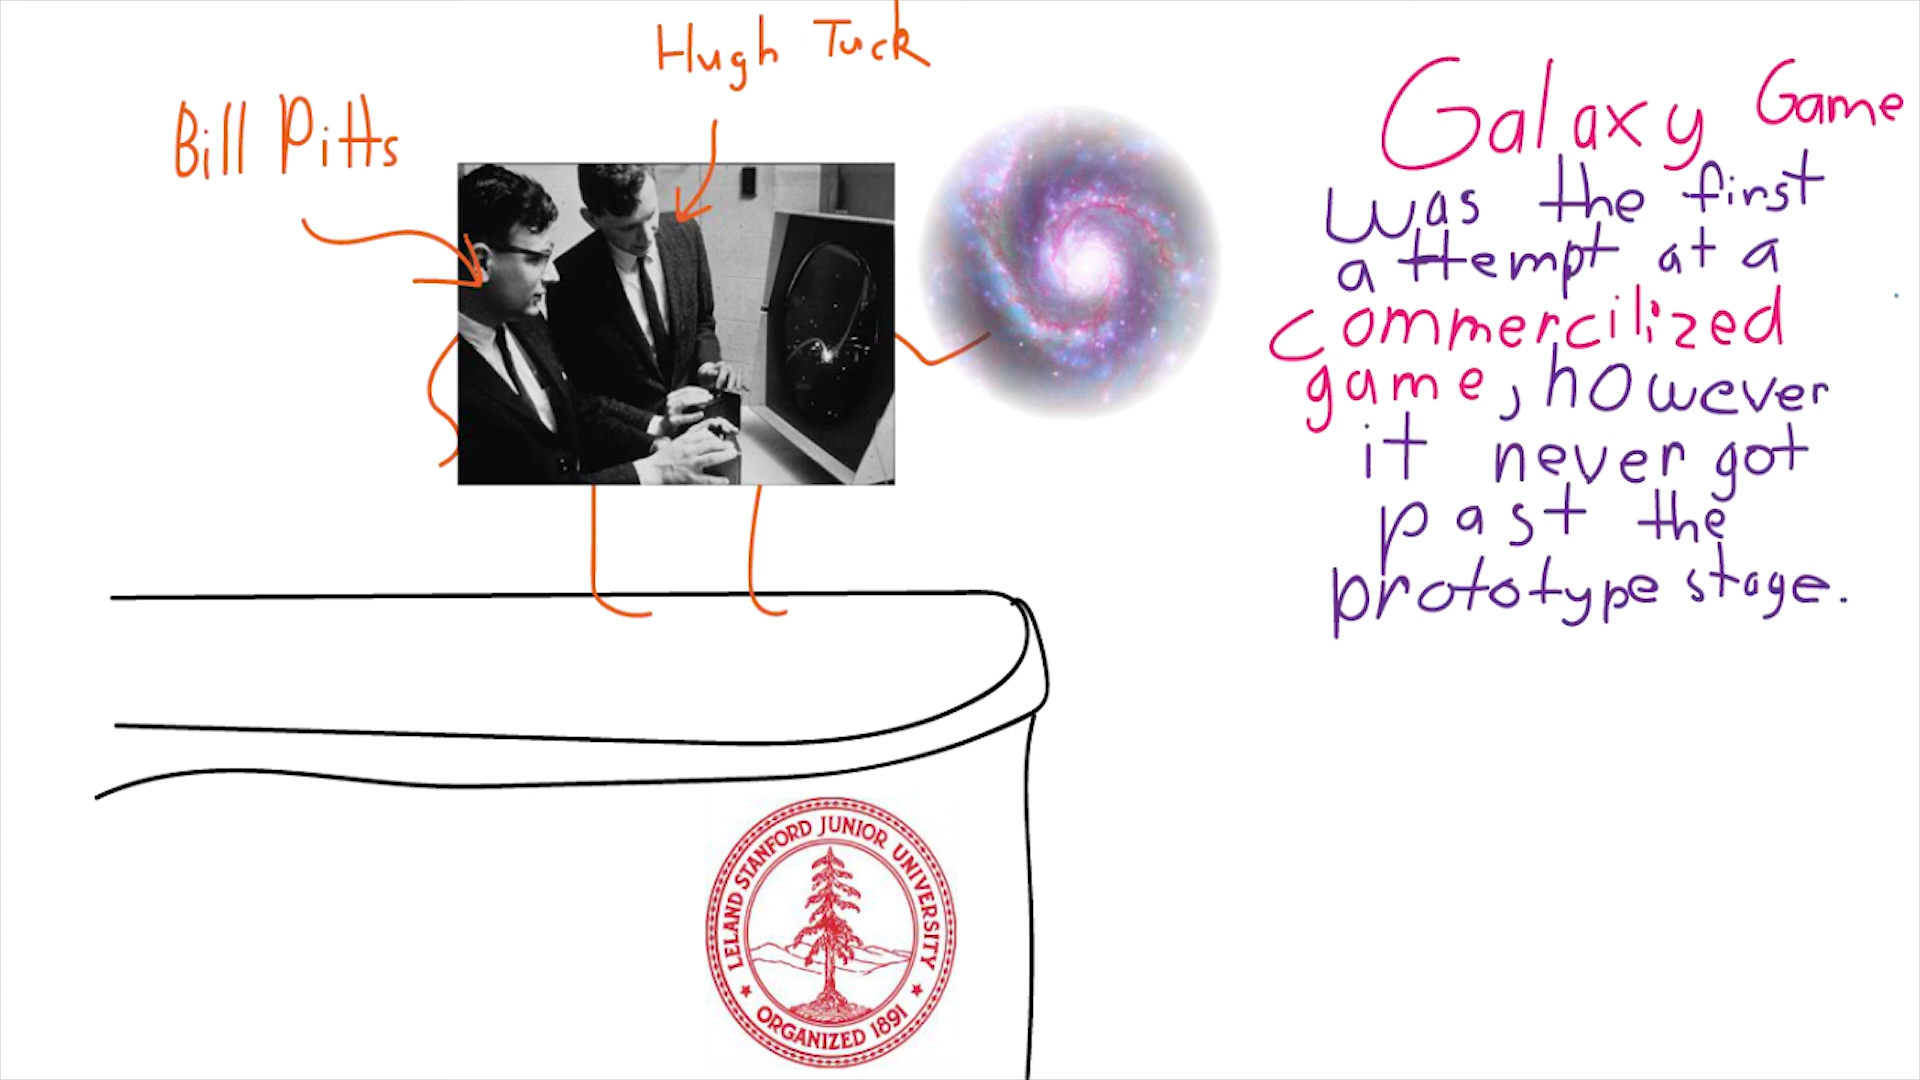 Hugh Tuck
Bill Pitts
Galaxy Game
was the first
attempt at a
commercilized
game, however
it never got
past the
prototype stage.
LELAND STANFORD JUNIOR UNIVERSITY
ORGANIZED 1891